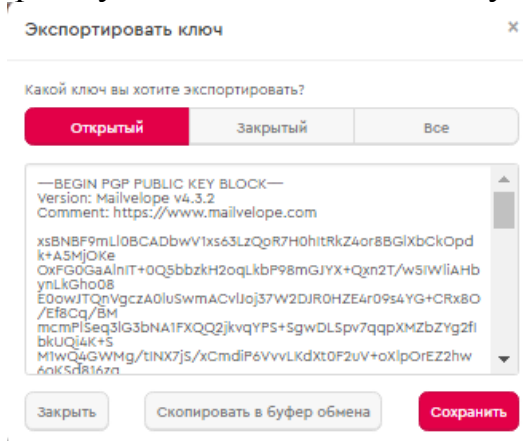 Экспортировать ключ
×
Какой ключ вы хотите экспортировать?
Открытый Закрытый Все
—BEGIN PGP PUBLIC KEY BLOCK—
Version: Mailvelope v4.3.2
Comment: https://www.mailvelope.com
xsBNBF9mLl0BCADbwV1xs63LzQoR7H0hItRkZ4or8BGlXbCkOpd
k+A5MjOKe
OxFG0GaAlnIT+0Q5bbzkH2oqLkbP98mGJYX+Qxn2T/w5IWliAHb
ynLkGho08
E0owJTQnVgczA0luSwmACvlJoj37W2DJR0HZE4r09s4YG+CRx8O
/Ef8Cq/BM
mcmPlSeq3lG3bNA1FXQQ2jkvqYPS+SgwDLSpv7qqpXMZbZYg2fI
bkUQi4K+S
M1wQ4GWMg/tINX7jS/xCmdiP6VvvLKdXt0F2uV+oXlpOrEZ2hw
Закрыть Скопировать в буфер обмена Сохранить